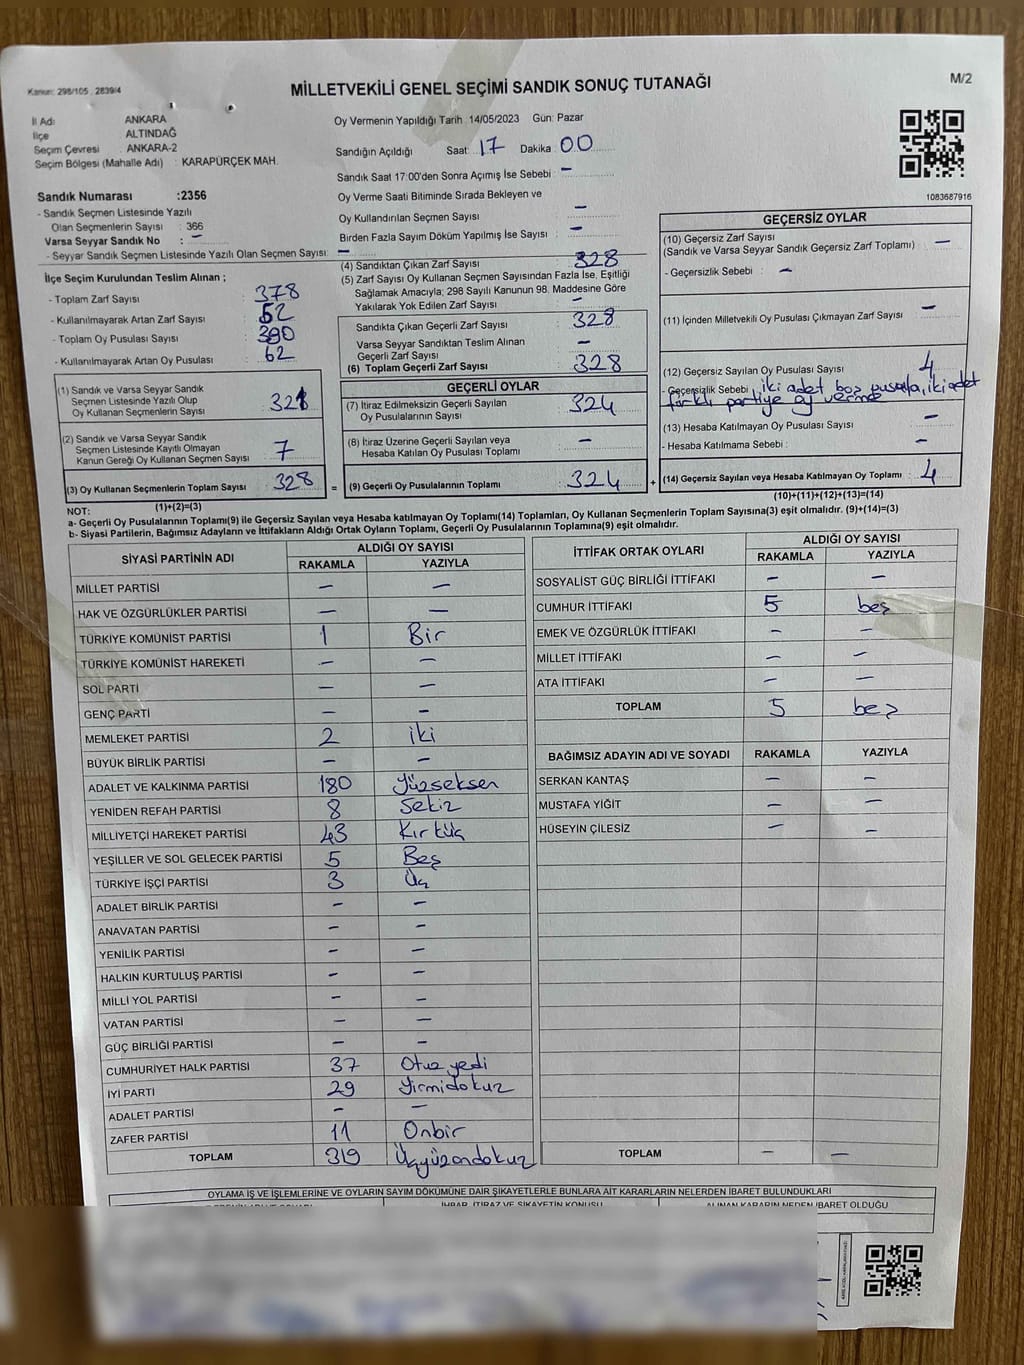 MİLLETVEKİLİ GENEL SEÇİMİ SANDIK SONUÇ TUTANAĞI
M/2
Kanun: 298/105 , 2839/4
İl Adı ANKARA
İlçe ALTINDAĞ
Seçim Çevresi : ANKARA-2
Seçim Bölgesi (Mahalle Adı) : KARAPÜRÇEK MAH.
Sandık Numarası :2356
- Sandık Seçmen Listesinde Yazılı
Olan Seçmenlerin Sayısı : 366
Varsa Seyyar Sandık No : -
- Seyyar Sandık Seçmen Listesinde Yazılı Olan Seçmen Sayısı: -
İlçe Seçim Kurulundan Teslim Alınan ;
- Toplam Zarf Sayısı 378
- Kullanılmayarak Artan Zarf Sayısı 52
- Toplam Oy Pusulası Sayısı 390
- Kullanılmayarak Artan Oy Pusulası 62
(1) Sandık ve Varsa Seyyar Sandık
Seçmen Listesinde Yazılı Olup
Oy Kullanan Seçmenlerin Sayısı 321
(2) Sandık ve Varsa Seyyar Sandık
Seçmen Listesinde Kayıtlı Olmayan
Kanun Gereği Oy Kullanan Seçmen Sayısı 7
(3) Oy Kullanan Seçmenlerin Toplam Sayısı 328 =
(1)+(2)=(3)
Oy Vermenin Yapıldığı Tarih : 14/05/2023 Gün: Pazar
Sandığın Açıldığı Saat: 17 Dakika : 00
Sandık Saat 17:00'den Sonra Açımış İse Sebebi : -
Oy Verme Saati Bitiminde Sırada Bekleyen ve
Oy Kullandırılan Seçmen Sayısı -
Birden Fazla Sayım Döküm Yapılmış İse Sayısı -
(4) Sandıktan Çıkan Zarf Sayısı 328
(5) Zarf Sayısı Oy Kullanan Seçmen Sayısından Fazla İse, Eşitliği
Sağlamak Amacıyla; 298 Sayılı Kanunun 98. Maddesine Göre
Yakılarak Yok Edilen Zarf Sayısı -
Sandıkta Çıkan Geçerli Zarf Sayısı 328
Varsa Seyyar Sandıktan Teslim Alınan
Geçerli Zarf Sayısı -
(6) Toplam Geçerli Zarf Sayısı 328
GEÇERLİ OYLAR
(7) İtiraz Edilmeksizin Geçerli Sayılan
Oy Pusulalarının Sayısı 324
(8) İtiraz Üzerine Geçerli Sayılan veya
Hesaba Katılan Oy Pusulası Toplamı -
(9) Geçerli Oy Pusulalarının Toplamı 324 +
1083687916
GEÇERSİZ OYLAR
(10) Geçersiz Zarf Sayısı
(Sandık ve Varsa Seyyar Sandık Geçersiz Zarf Toplamı) -
- Geçersizlik Sebebi : -
(11) İçinden Milletvekili Oy Pusulası Çıkmayan Zarf Sayısı -
(12) Geçersiz Sayılan Oy Pusulası Sayısı 4
- Geçersizlik Sebebi : iki adet boş pusula, iki adet
farklı partiye oy verme
(13) Hesaba Katılmayan Oy Pusulası Sayısı -
- Hesaba Katılmama Sebebi : -
(14) Geçersiz Sayılan veya Hesaba Katılmayan Oy Toplamı 4
(10)+(11)+(12)+(13)=(14)
NOT:
a- Geçerli Oy Pusulalarının Toplamı(9) ile Geçersiz Sayılan veya Hesaba katılmayan Oy Toplamı(14) Toplamları, Oy Kullanan Seçmenlerin Toplam Sayısına(3) eşit olmalıdır. (9)+(14)=(3)
b- Siyasi Partilerin, Bağımsız Adayların ve İttifakların Aldığı Ortak Oyların Toplamı, Geçerli Oy Pusulalarının Toplamına(9) eşit olmalıdır.
SİYASİ PARTİNİN ADI ALDIĞI OY SAYISI
RAKAMLA YAZIYLA
MİLLET PARTİSİ - -
HAK VE ÖZGÜRLÜKLER PARTİSİ - -
TÜRKİYE KOMÜNİST PARTİSİ 1 Bir
TÜRKİYE KOMÜNİST HAREKETİ - -
SOL PARTİ - -
GENÇ PARTİ - -
MEMLEKET PARTİSİ 2 iki
BÜYÜK BİRLİK PARTİSİ - -
ADALET VE KALKINMA PARTİSİ 180 Yüzseksen
YENİDEN REFAH PARTİSİ 8 Sekiz
MİLLİYETÇİ HAREKET PARTİSİ 43 Kırküç
YEŞİLLER VE SOL GELECEK PARTİSİ 5 Beş
TÜRKİYE İŞÇİ PARTİSİ 3 Üç
ADALET BİRLİK PARTİSİ - -
ANAVATAN PARTİSİ - -
YENİLİK PARTİSİ - -
HALKIN KURTULUŞ PARTİSİ - -
MİLLİ YOL PARTİSİ - -
VATAN PARTİSİ - -
GÜÇ BİRLİĞİ PARTİSİ - -
CUMHURİYET HALK PARTİSİ 37 Otuz yedi
İYİ PARTİ 29 Yirmidokuz
ADALET PARTİSİ - -
ZAFER PARTİSİ 11 Onbir
TOPLAM 319 Üçyüzondokuz
İTTİFAK ORTAK OYLARI ALDIĞI OY SAYISI
RAKAMLA YAZIYLA
SOSYALİST GÜÇ BİRLİĞİ İTTİFAKI - -
CUMHUR İTTİFAKI 5 beş
EMEK VE ÖZGÜRLÜK İTTİFAKI - -
MİLLET İTTİFAKI - -
ATA İTTİFAKI - -
TOPLAM 5 beş
BAĞIMSIZ ADAYIN ADI VE SOYADI RAKAMLA YAZIYLA
SERKAN KANTAŞ - -
MUSTAFA YİĞİT - -
HÜSEYİN ÇİLESİZ - -
TOPLAM - -
OYLAMA İŞ VE İŞLEMLERİNE VE OYLARIN SAYIM DÖKÜMÜNE DAİR ŞİKAYETLERLE BUNLARA AİT KARARLARIN NELERDEN İBARET BULUNDUKLARI
İHBAR, İTİRAZ VE ŞİKAYETİN KONUSU ALINAN KARARIN NEDEN İBARET OLDUĞU